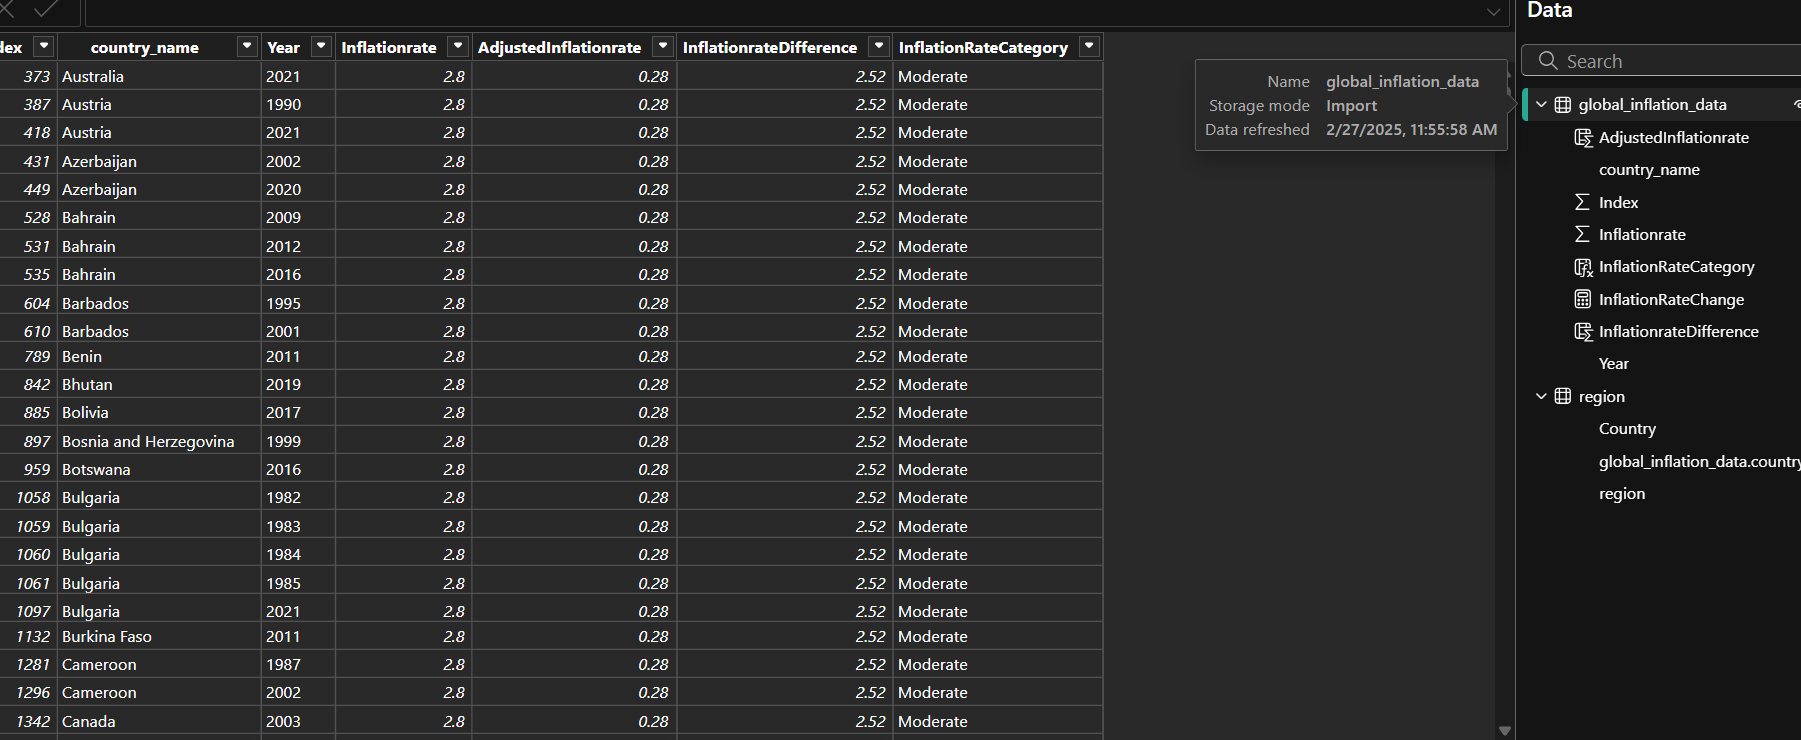 Data
dex country_name Year Inflationrate AdjustedInflationrate InflationrateDifference InflationRateCategory
373 Australia 2021 2.8 0.28 2.52 Moderate
387 Austria 1990 2.8 0.28 2.52 Moderate
418 Austria 2021 2.8 0.28 2.52 Moderate
431 Azerbaijan 2002 2.8 0.28 2.52 Moderate
449 Azerbaijan 2020 2.8 0.28 2.52 Moderate
528 Bahrain 2009 2.8 0.28 2.52 Moderate
531 Bahrain 2012 2.8 0.28 2.52 Moderate
535 Bahrain 2016 2.8 0.28 2.52 Moderate
604 Barbados 1995 2.8 0.28 2.52 Moderate
610 Barbados 2001 2.8 0.28 2.52 Moderate
789 Benin 2011 2.8 0.28 2.52 Moderate
842 Bhutan 2019 2.8 0.28 2.52 Moderate
885 Bolivia 2017 2.8 0.28 2.52 Moderate
897 Bosnia and Herzegovina 1999 2.8 0.28 2.52 Moderate
959 Botswana 2016 2.8 0.28 2.52 Moderate
1058 Bulgaria 1982 2.8 0.28 2.52 Moderate
1059 Bulgaria 1983 2.8 0.28 2.52 Moderate
1060 Bulgaria 1984 2.8 0.28 2.52 Moderate
1061 Bulgaria 1985 2.8 0.28 2.52 Moderate
1097 Bulgaria 2021 2.8 0.28 2.52 Moderate
1132 Burkina Faso 2011 2.8 0.28 2.52 Moderate
1281 Cameroon 1987 2.8 0.28 2.52 Moderate
1296 Cameroon 2002 2.8 0.28 2.52 Moderate
1342 Canada 2003 2.8 0.28 2.52 Moderate
Name global_inflation_data
Storage mode Import
Data refreshed 2/27/2025, 11:55:58 AM
Search
global_inflation_data
AdjustedInflationrate
country_name
Index
Inflationrate
InflationRateCategory
InflationRateChange
InflationrateDifference
Year
region
Country
global_inflation_data.country
region